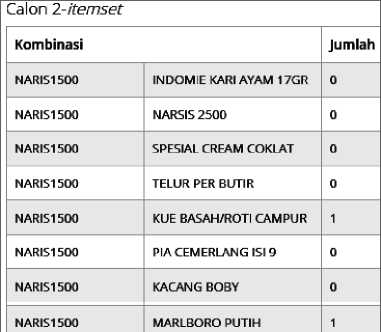 Calon 2-itemset
Kombinasi Jumlah
NARIS1500 INDOMIE KARI AYAM 17GR 0
NARIS1500 NARSIS 2500 0
NARIS1500 SPESIAL CREAM COKLAT 0
NARIS1500 TELUR PER BUTIR 0
NARIS1500 KUE BASAH/ROTI CAMPUR 1
NARIS1500 PIA CEMERLANG ISI 9 0
NARIS1500 KACANG BOBY 0
NARIS1500 MARLBORO PUTIH 1